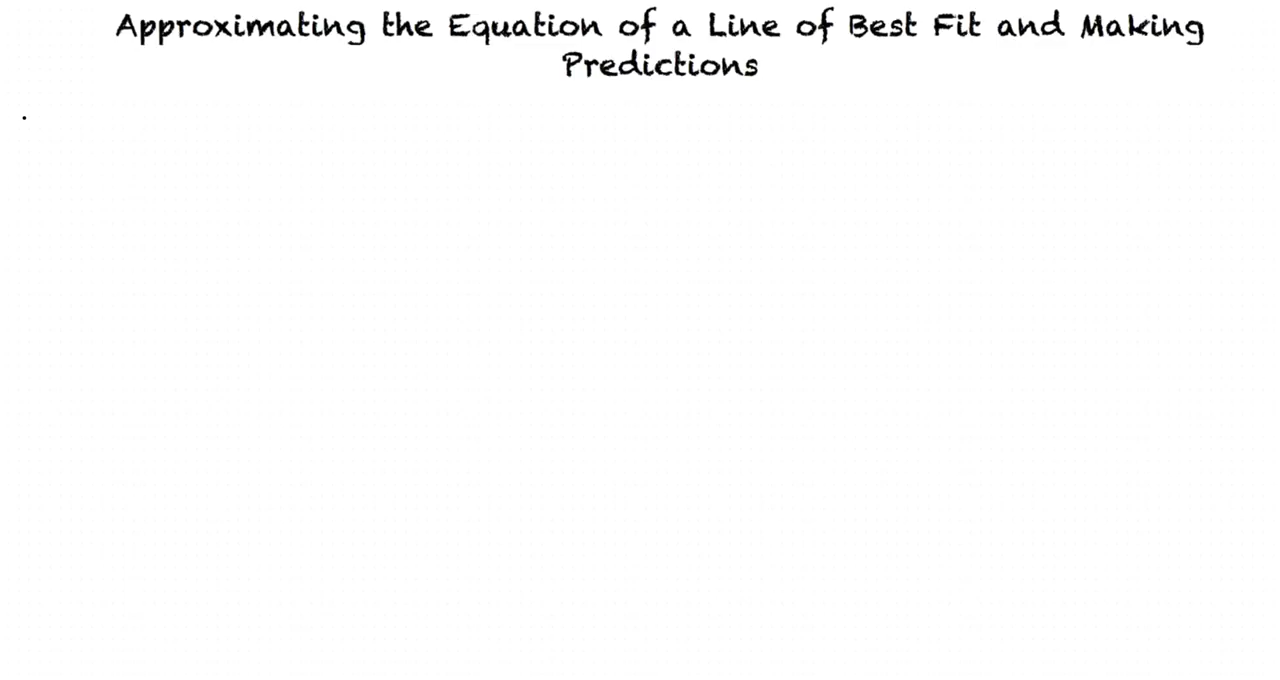 Approximating the Equation of a Line of Best Fit and Making
Predictions